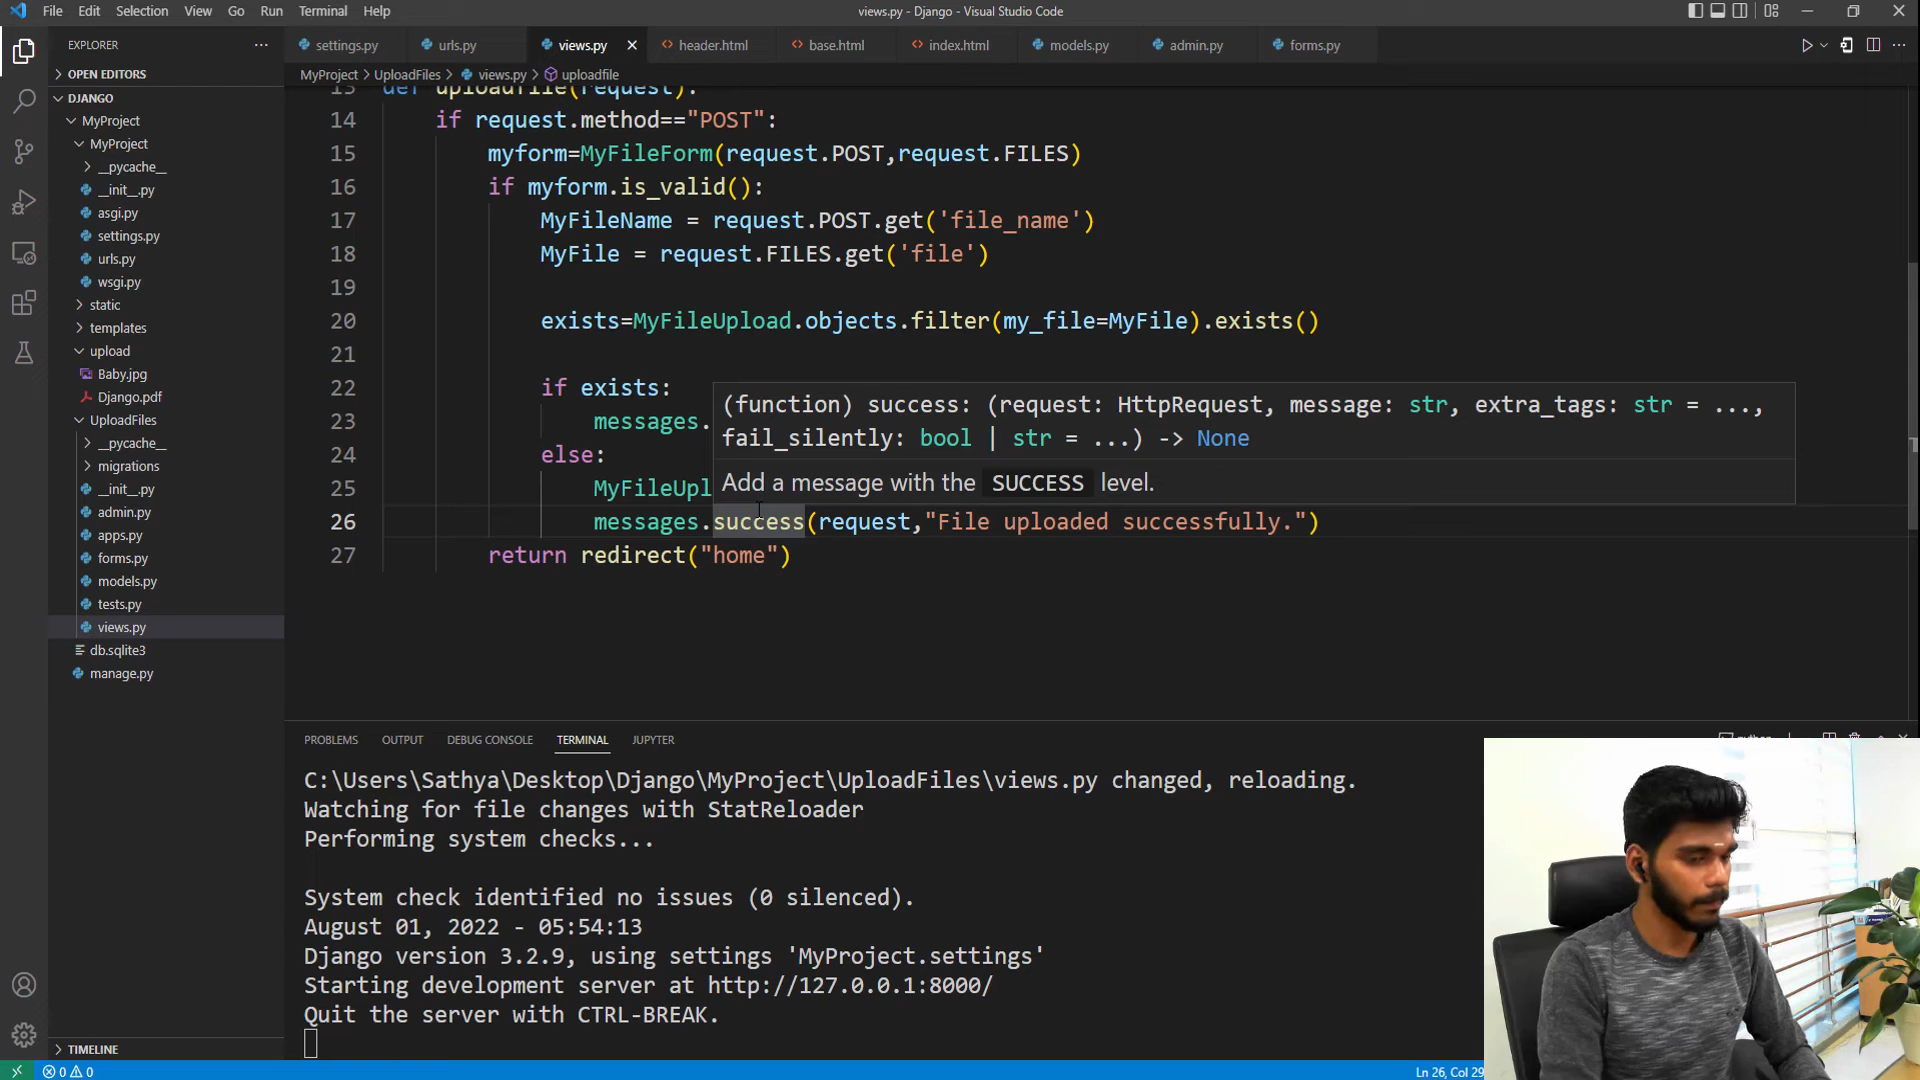 File Edit Selection View Go Run Terminal Help
views.py - Django - Visual Studio Code
EXPLORER
settings.py
urls.py
views.py
header.html
base.html
index.html
models.py
admin.py
forms.py
OPEN EDITORS
MyProject > UploadFiles > views.py > uploadfile
DJANGO
MyProject
MyProject
__pycache__
__init__.py
asgi.py
settings.py
urls.py
wsgi.py
static
templates
upload
Baby.jpg
Django.pdf
UploadFiles
__pycache__
migrations
__init__.py
admin.py
apps.py
forms.py
models.py
tests.py
views.py
db.sqlite3
manage.py
TIMELINE
13 def uploadfile(request):
14 if request.method=="POST":
15 myform=MyFileForm(request.POST,request.FILES)
16 if myform.is_valid():
17 MyFileName = request.POST.get('file_name')
18 MyFile = request.FILES.get('file')
19
20 exists=MyFileUpload.objects.filter(my_file=MyFile).exists()
21
22 if exists:
23 messages.
24 else:
25 MyFileUpl
26 messages.success(request,"File uploaded successfully.")
27 return redirect("home")
(function) success: (request: HttpRequest, message: str, extra_tags: str = ...,
fail_silently: bool | str = ...) -> None
Add a message with the SUCCESS level.
PROBLEMS OUTPUT DEBUG CONSOLE TERMINAL JUPYTER
C:\Users\Sathya\Desktop\Django\MyProject\UploadFiles\views.py changed, reloading.
Watching for file changes with StatReloader
Performing system checks...
System check identified no issues (0 silenced).
August 01, 2022 - 05:54:13
Django version 3.2.9, using settings 'MyProject.settings'
Starting development server at http://127.0.0.1:8000/
Quit the server with CTRL-BREAK.
0 0
Ln 26, Col 29